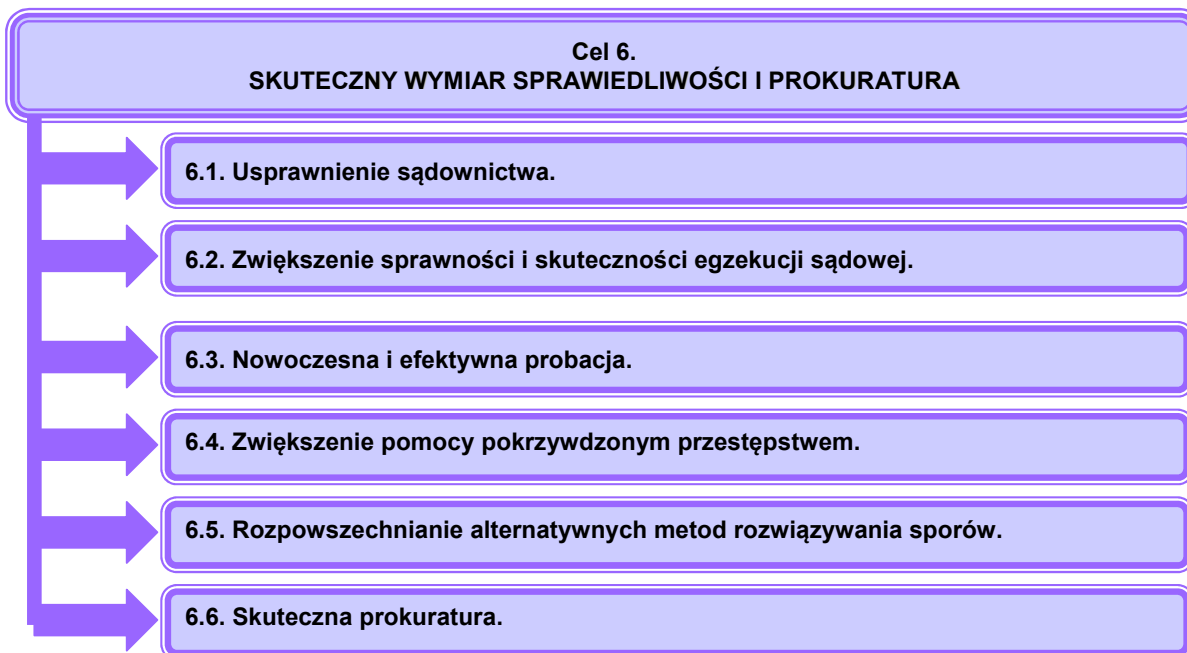 Cel 6.
SKUTECZNY WYMIAR SPRAWIEDLIWOŚCI I PROKURATURA
6.1. Usprawnienie sądownictwa.
6.2. Zwiększenie sprawności i skuteczności egzekucji sądowej.
6.3. Nowoczesna i efektywna probacja.
6.4. Zwiększenie pomocy pokrzywdzonym przestępstwem.
6.5. Rozpowszechnianie alternatywnych metod rozwiązywania sporów.
6.6. Skuteczna prokuratura.